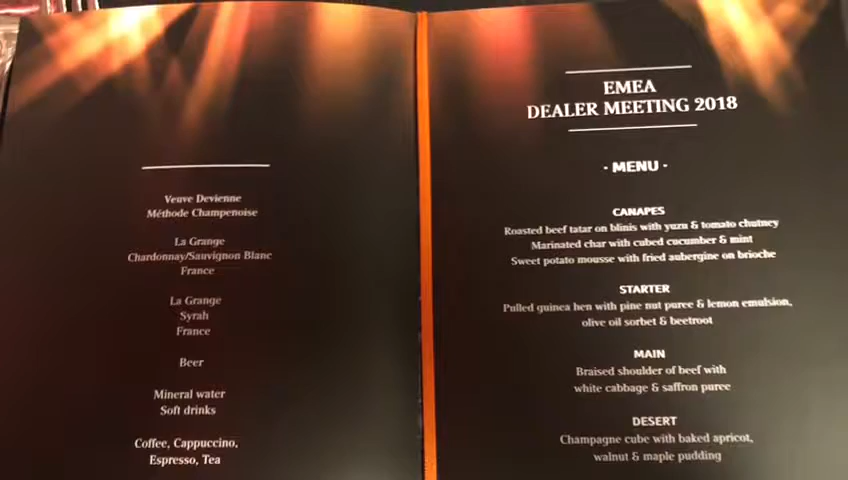 Veuve Devienne
Méthode Champenoise
La Grange
Chardonnay/Sauvignon Blanc
France
La Grange
Syrah
France
Beer
Mineral water
Soft drinks
Coffee, Cappuccino,
Espresso, Tea
EMEA
DEALER MEETING 2018
· MENU ·
CANAPES
Roasted beef tatar on blinis with yuzu & tomato chutney
Marinated char with cubed cucumber & mint
Sweet potato mousse with fried aubergine on brioche
STARTER
Pulled guinea hen with pine nut puree & lemon emulsion,
olive oil sorbet & beetroot
MAIN
Braised shoulder of beef with
white cabbage & saffron puree
DESERT
Champagne cube with baked apricot,
walnut & maple pudding